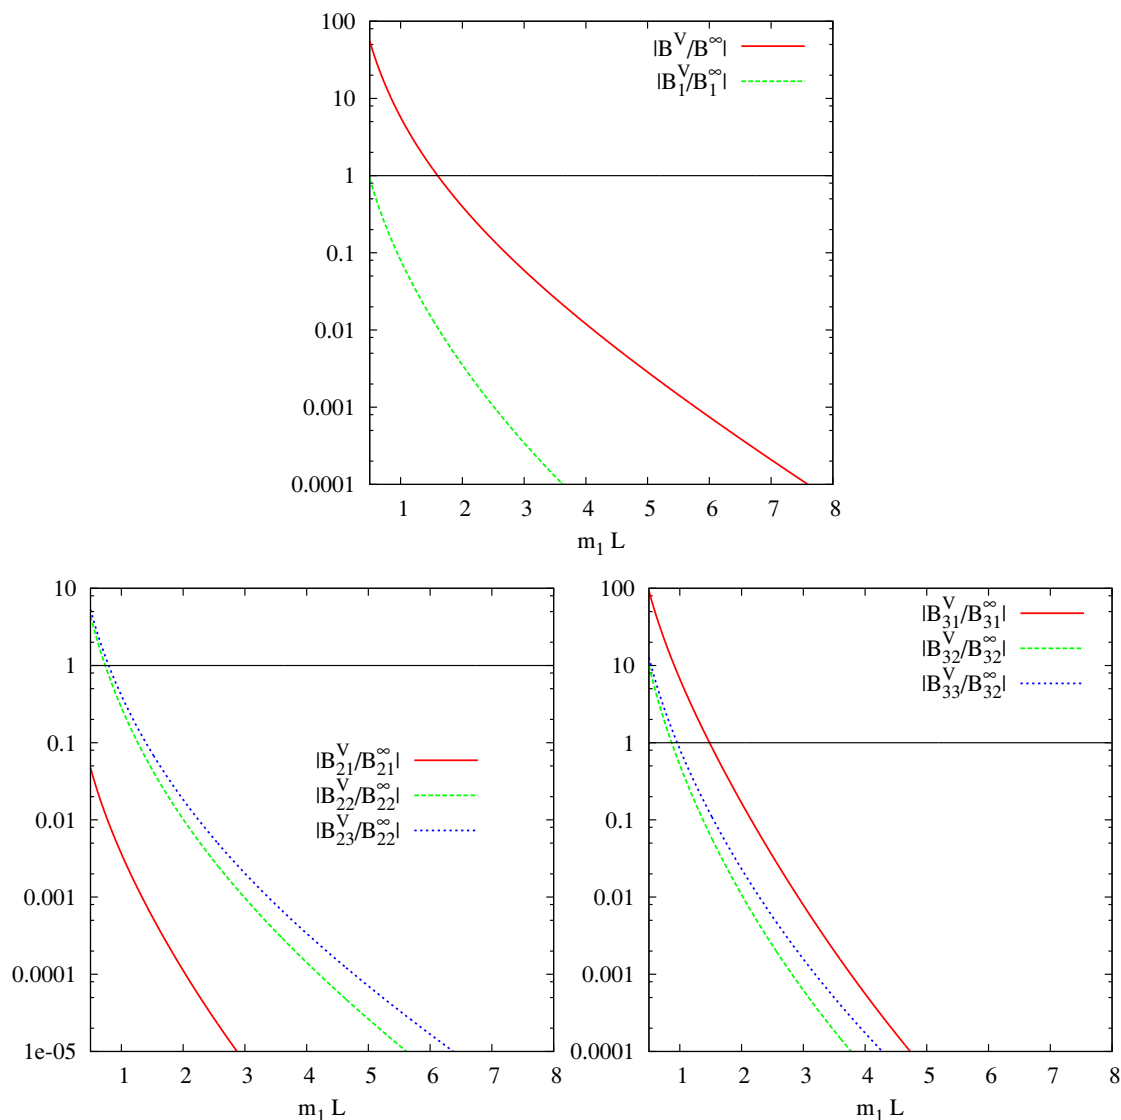 100
10
1
0.1
0.01
0.001
0.0001
|B^V/B^∞|
|B_1^V/B_1^∞|
1 2 3 4 5 6 7 8
m_1 L
10
1
0.1
0.01
0.001
0.0001
1e-05
|B_21^V/B_21^∞|
|B_22^V/B_22^∞|
|B_23^V/B_22^∞|
1 2 3 4 5 6 7 8
m_1 L
100
10
1
0.1
0.01
0.001
0.0001
|B_31^V/B_31^∞|
|B_32^V/B_32^∞|
|B_33^V/B_32^∞|
1 2 3 4 5 6 7 8
m_1 L